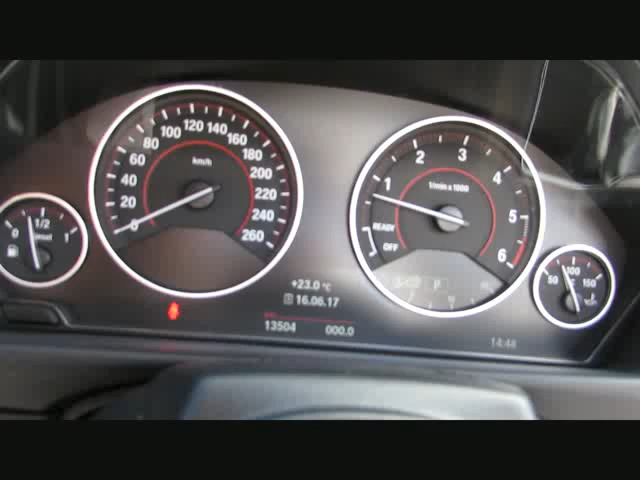 0 20 40 60 80 100 120 140 160 180 200 220 240 260
km/h
0 1/2 1
1 2 3 4 5 6
1/min x 1000
READY
OFF
50 100 150
+23.0 °C
16.06.17
13504 000.0
14:48
P